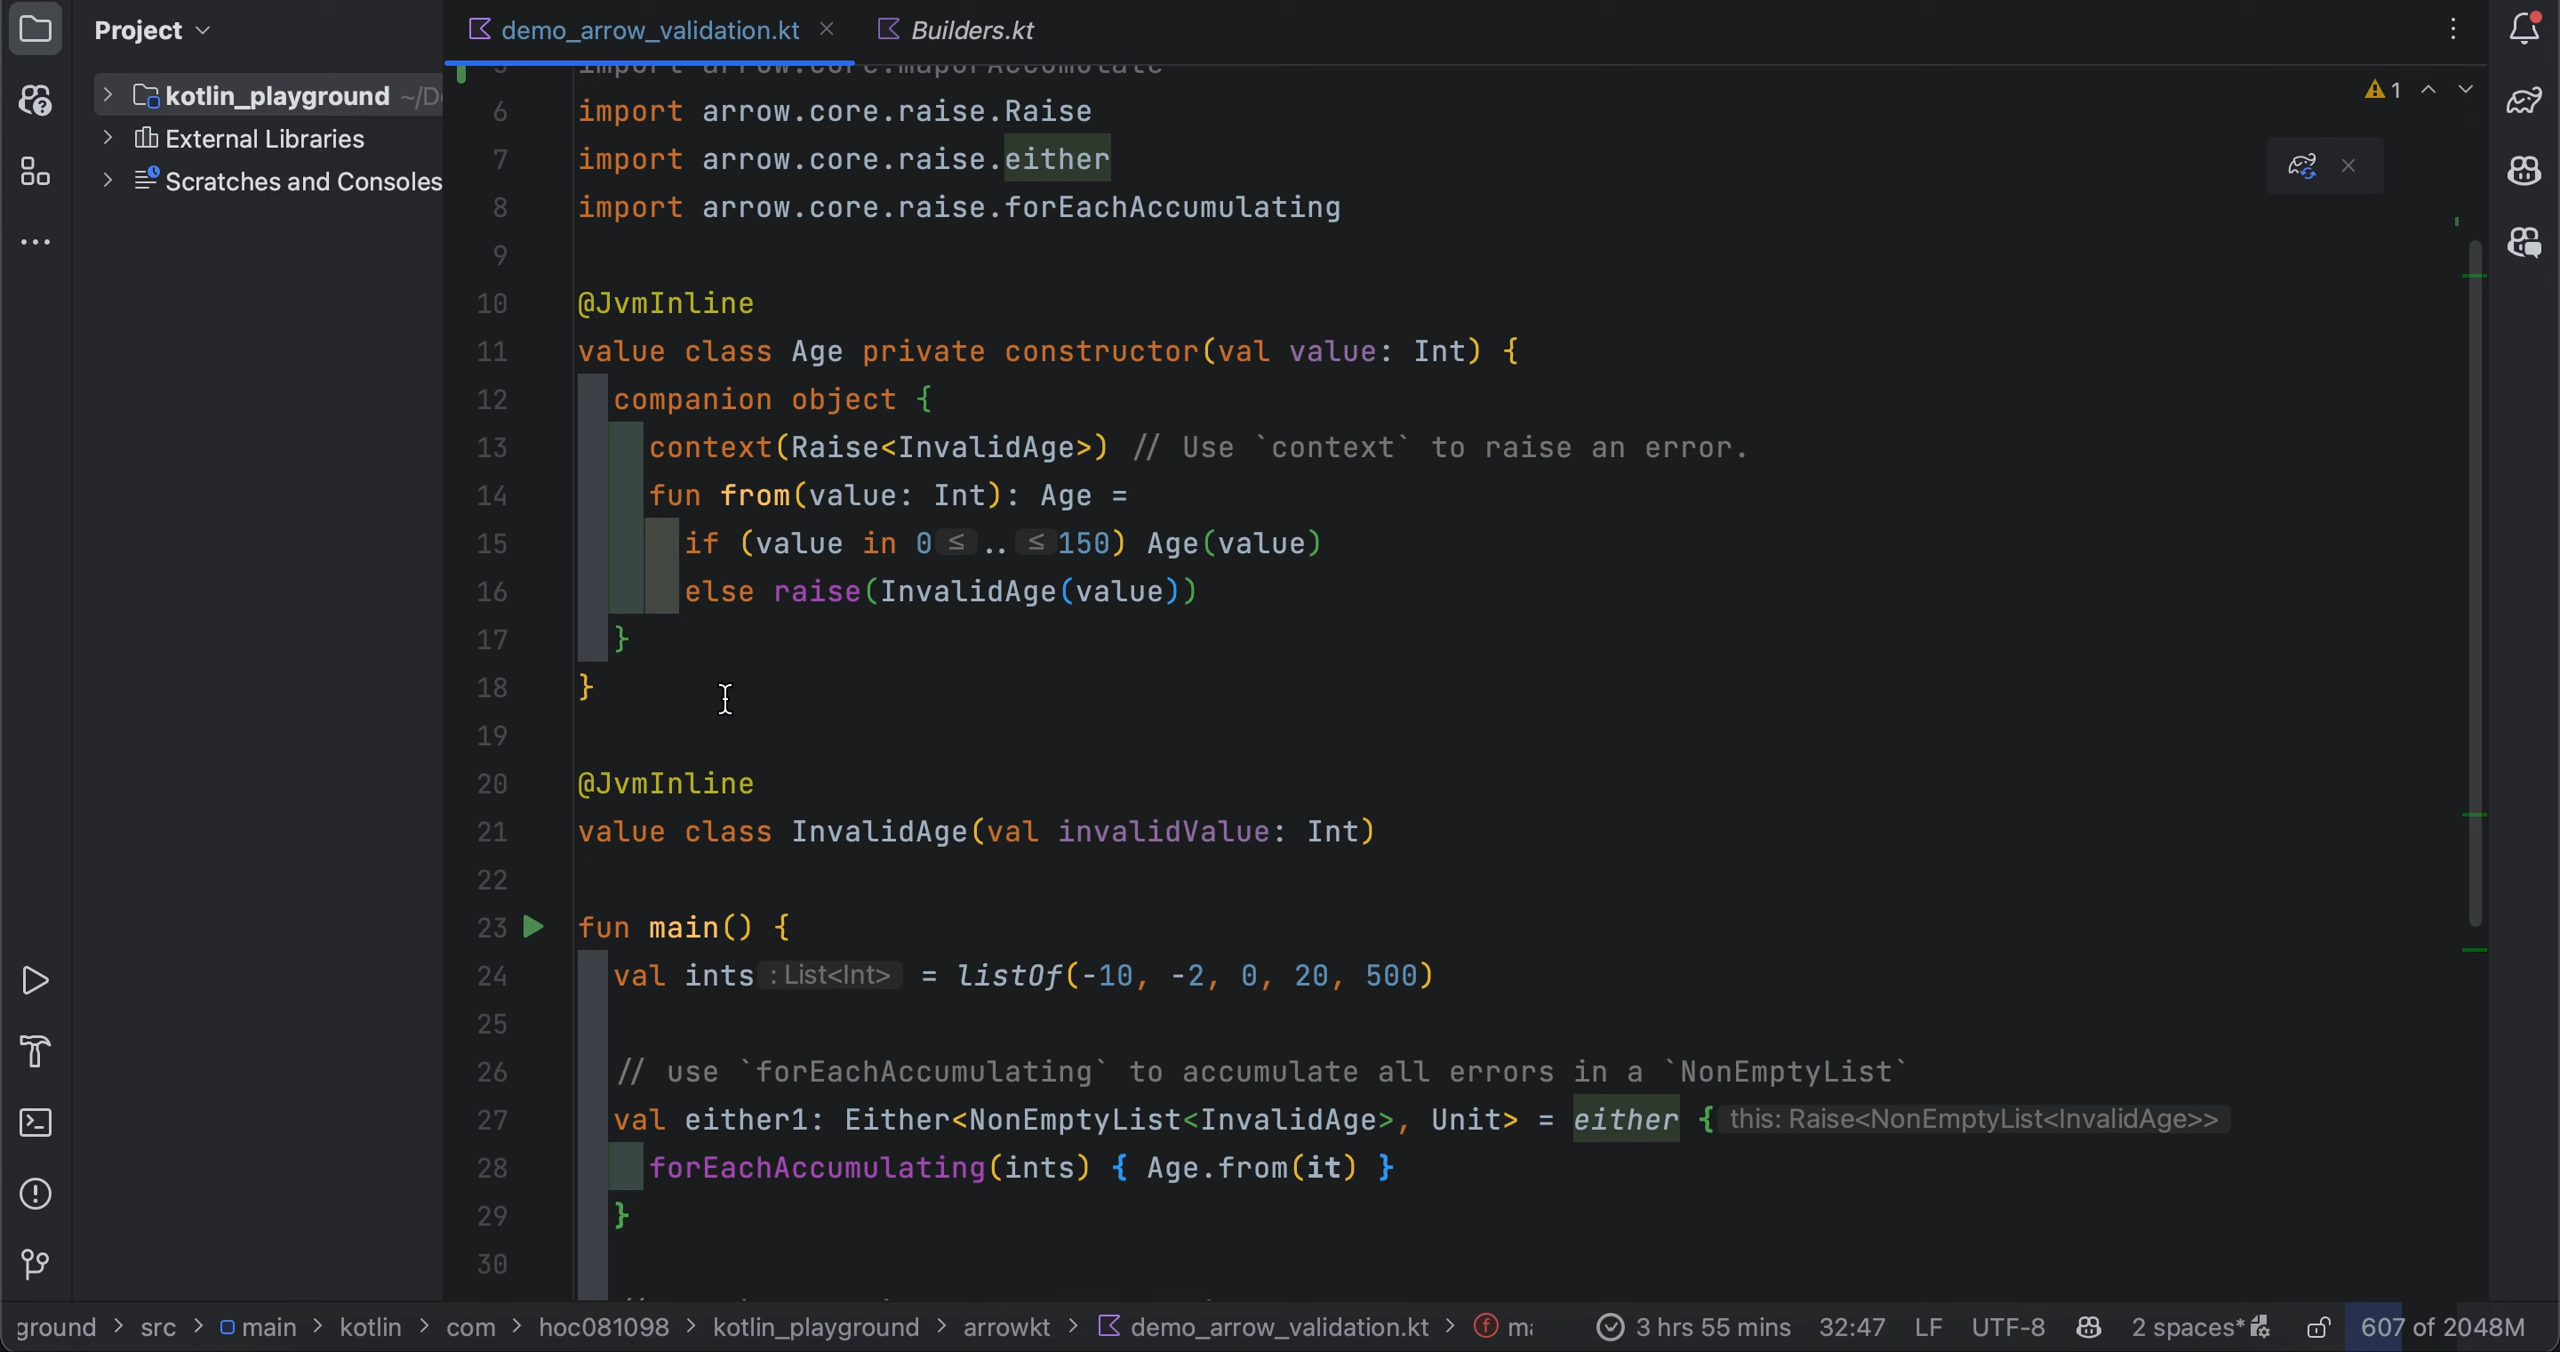 Project
demo_arrow_validation.kt
Builders.kt
kotlin_playground ~/D
External Libraries
Scratches and Consoles
1
5 import arrow.core.mapOrAccumulate
6 import arrow.core.raise.Raise
7 import arrow.core.raise.either
8 import arrow.core.raise.forEachAccumulating
9
10 @JvmInline
11 value class Age private constructor(val value: Int) {
12 companion object {
13 context(Raise<InvalidAge>) // Use `context` to raise an error.
14 fun from(value: Int): Age =
15 if (value in 0 ≤ .. ≤ 150) Age(value)
16 else raise(InvalidAge(value))
17 }
18 }
19
20 @JvmInline
21 value class InvalidAge(val invalidValue: Int)
22
23 fun main() {
24 val ints : List<Int> = listOf(-10, -2, 0, 20, 500)
25
26 // use `forEachAccumulating` to accumulate all errors in a `NonEmptyList`
27 val either1: Either<NonEmptyList<InvalidAge>, Unit> = either { this: Raise<NonEmptyList<InvalidAge>>
28 forEachAccumulating(ints) { Age.from(it) }
29 }
30
ground > src > main > kotlin > com > hoc081098 > kotlin_playground > arrowkt > demo_arrow_validation.kt > ma 3 hrs 55 mins 32:47 LF UTF-8 2 spaces* 607 of 2048M